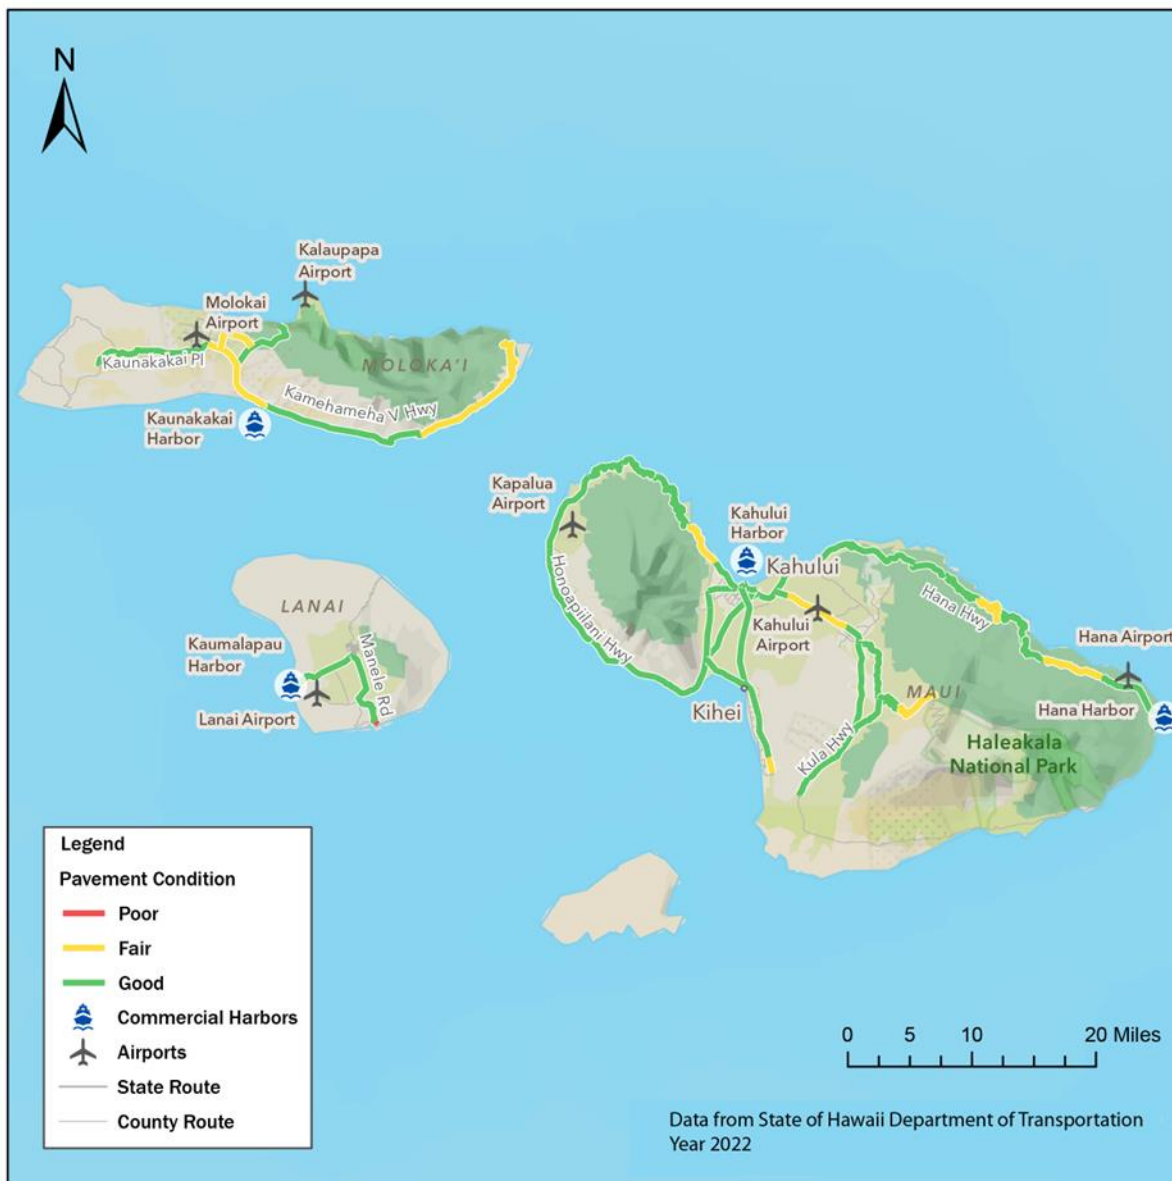 N
Kalaupapa
Airport
Molokai
Airport
Kaunakakai Pl
MOLOKA'I
Kamehameha V Hwy
Kaunakakai
Harbor
Kapalua
Airport
Kahului
Harbor
Kahului
Honoapiilani Hwy
Hana Hwy
LANAI
Kahului
Airport
Hana Airport
Kaumalapau
Harbor
Manele Rd
MAUI
Lanai Airport
Kihei
Hana Harbor
Kula Hwy
Haleakala
National Park
Legend
Pavement Condition
Poor
Fair
Good
Commercial Harbors
Airports
State Route
County Route
0 5 10 20 Miles
Data from State of Hawaii Department of Transportation
Year 2022